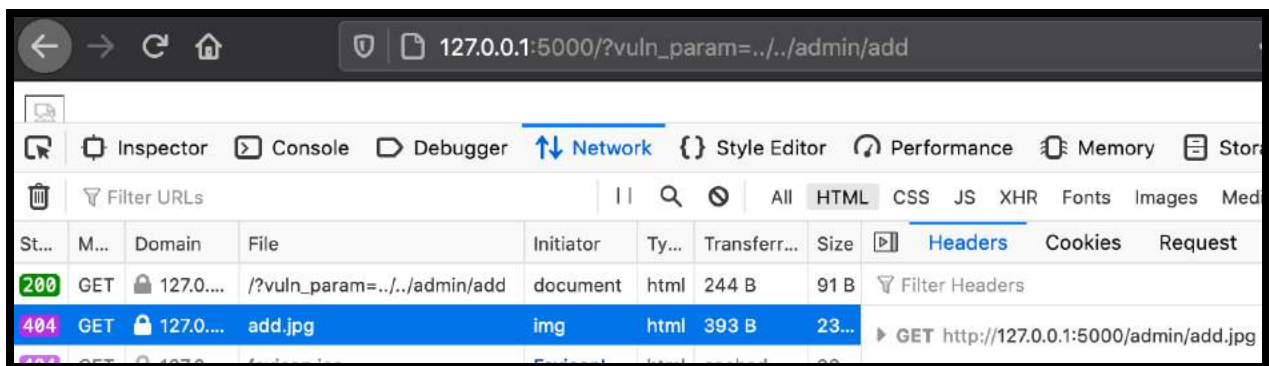 127.0.0.1:5000/?vuln_param=../../admin/add
Inspector Console Debugger Network {} Style Editor Performance Memory Stora
Filter URLs All HTML CSS JS XHR Fonts Images Medi
St... M... Domain File Initiator Ty... Transferr... Size Headers Cookies Request
200 GET 127.0.... /?vuln_param=../../admin/add document html 244 B 91 B Filter Headers
404 GET 127.0.... add.jpg img html 393 B 23... GET http://127.0.0.1:5000/admin/add.jpg